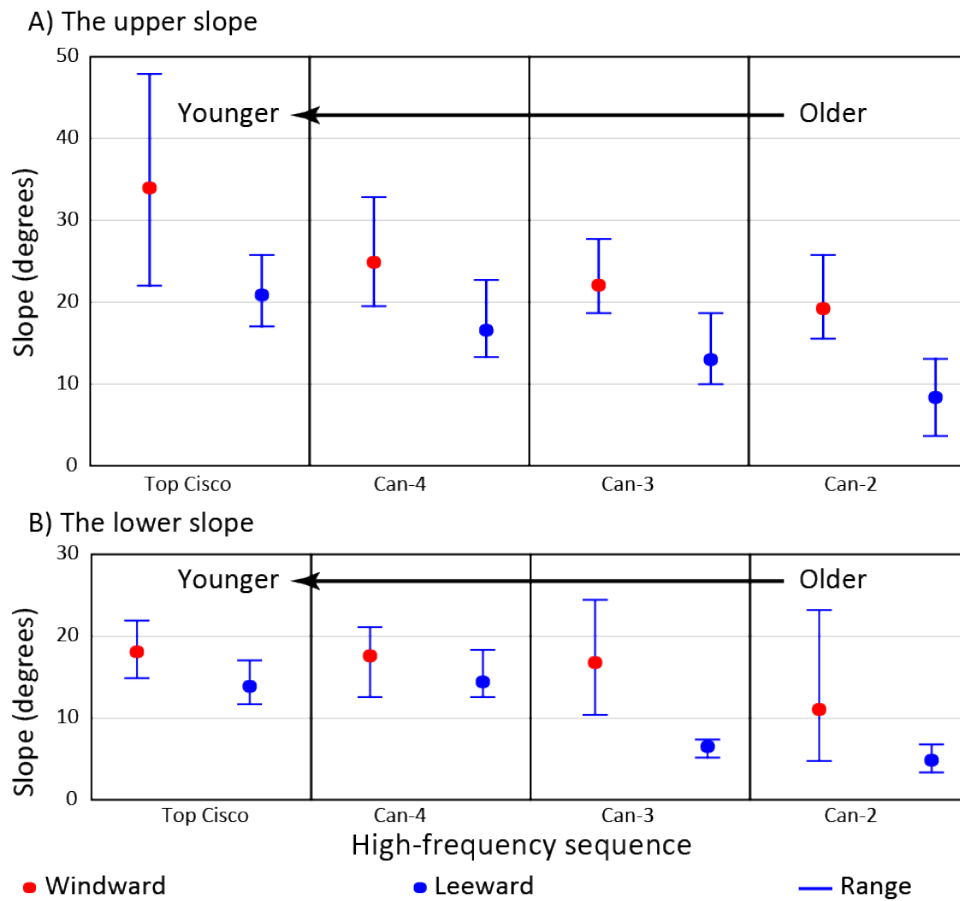 A) The upper slope
50
Younger
Older
40
30
20
10
0
Slope (degrees)
Top Cisco
Can-4
Can-3
Can-2
B) The lower slope
30
Younger
Older
20
10
0
Slope (degrees)
Top Cisco
Can-4
Can-3
Can-2
High-frequency sequence
Windward
Leeward
Range